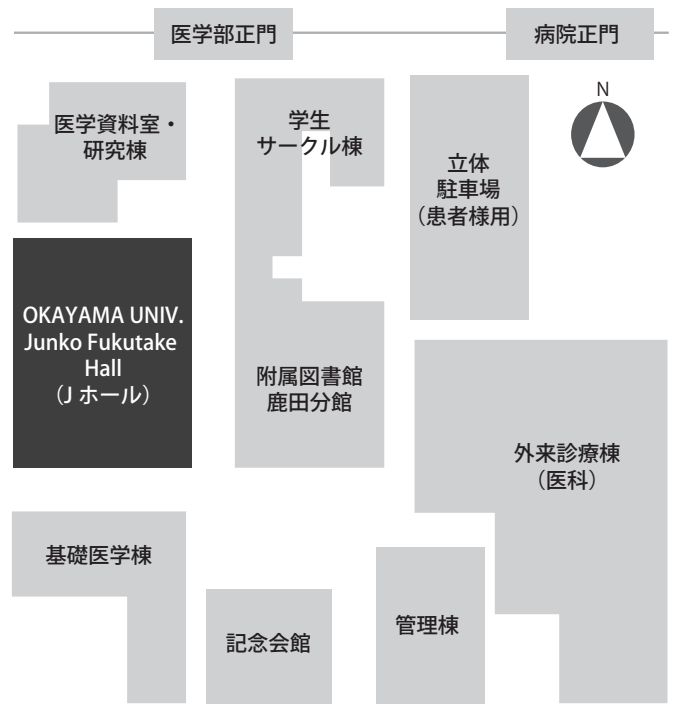 医学部正門
病院正門
N
医学資料室・
研究棟
学生
サークル棟
立体
駐車場
（患者様用）
OKAYAMA UNIV.
Junko Fukutake
Hall
（J ホール）
附属図書館
鹿田分館
外来診療棟
（医科）
基礎医学棟
記念会館
管理棟